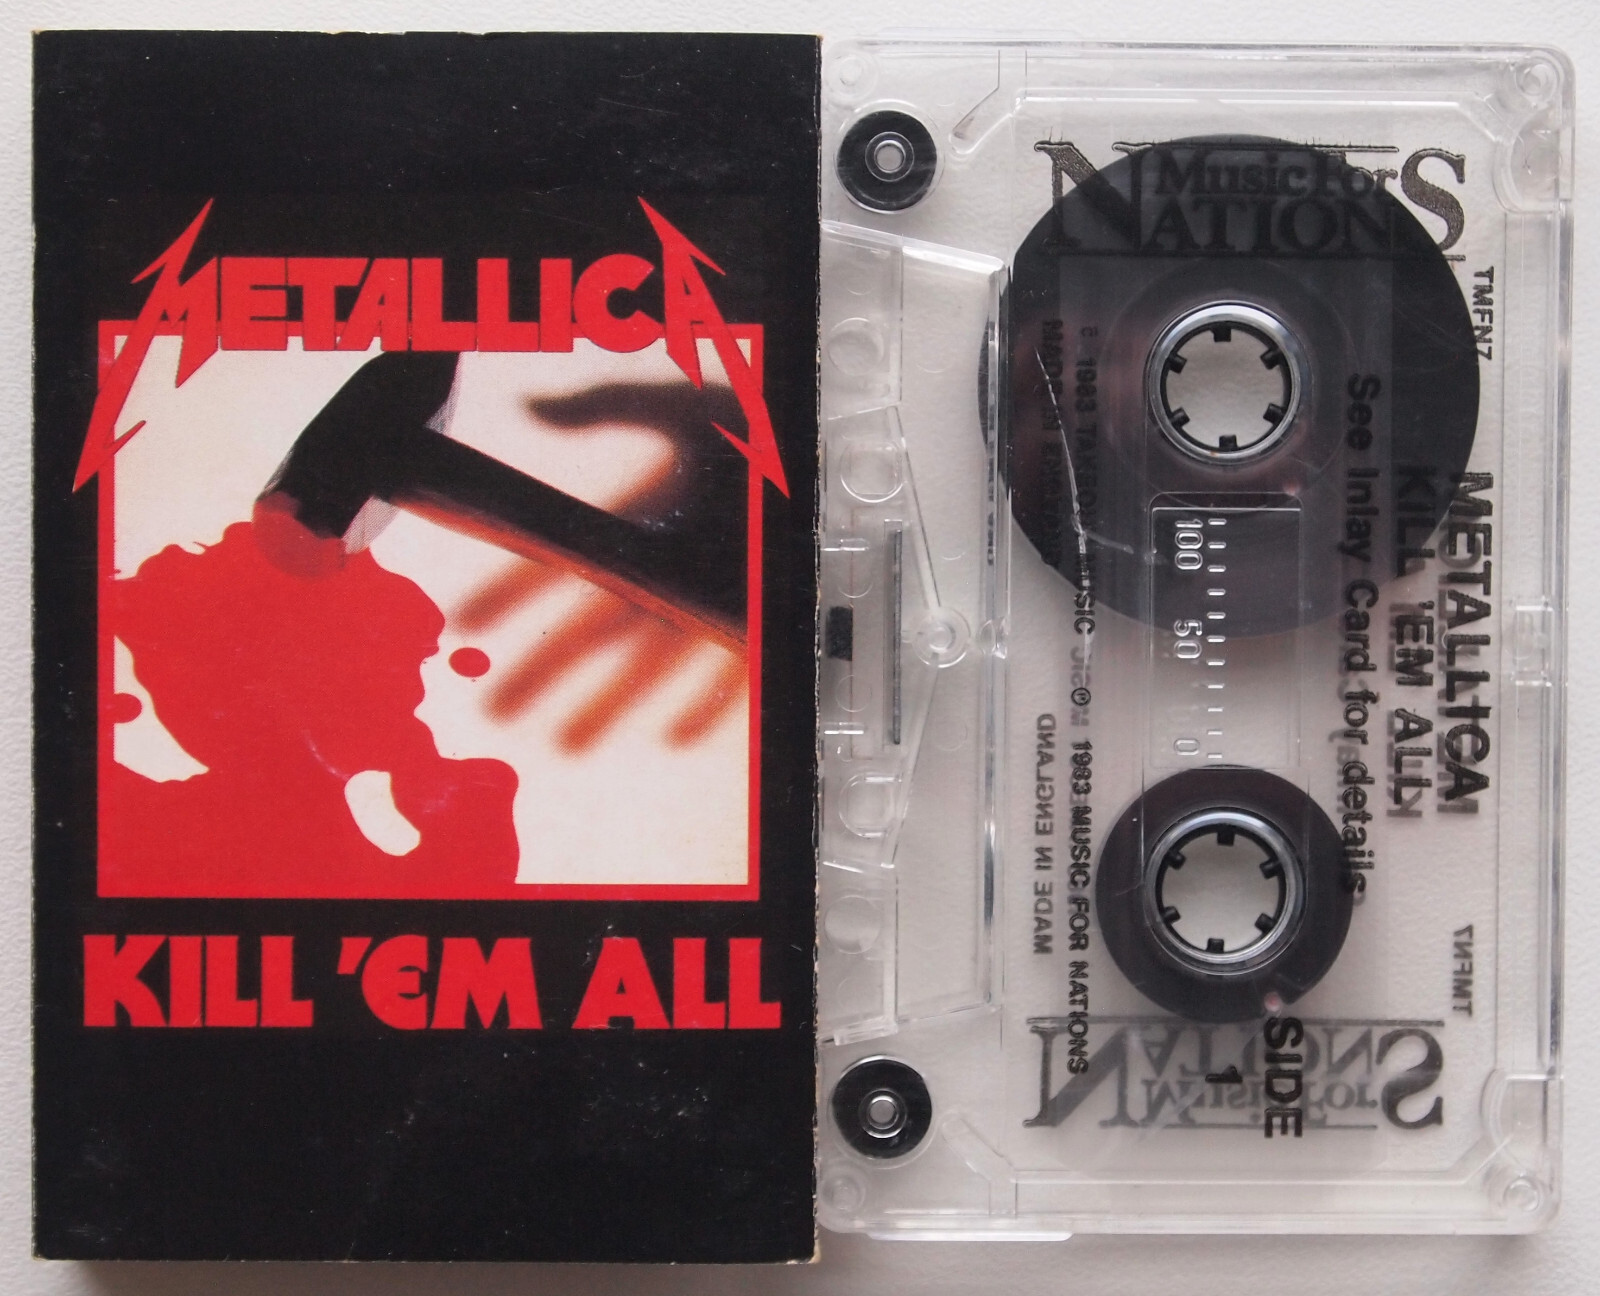 METALLICA
KILL 'EM ALL
Music For
NATIONS
TMFN7
METALLICA
KILL 'EM ALL
See Inlay Card for details
100 50 0
1983 MUSIC FOR NATIONS
MADE IN ENGLAND
SIDE
1
TMFN7
Music For
NATIONS